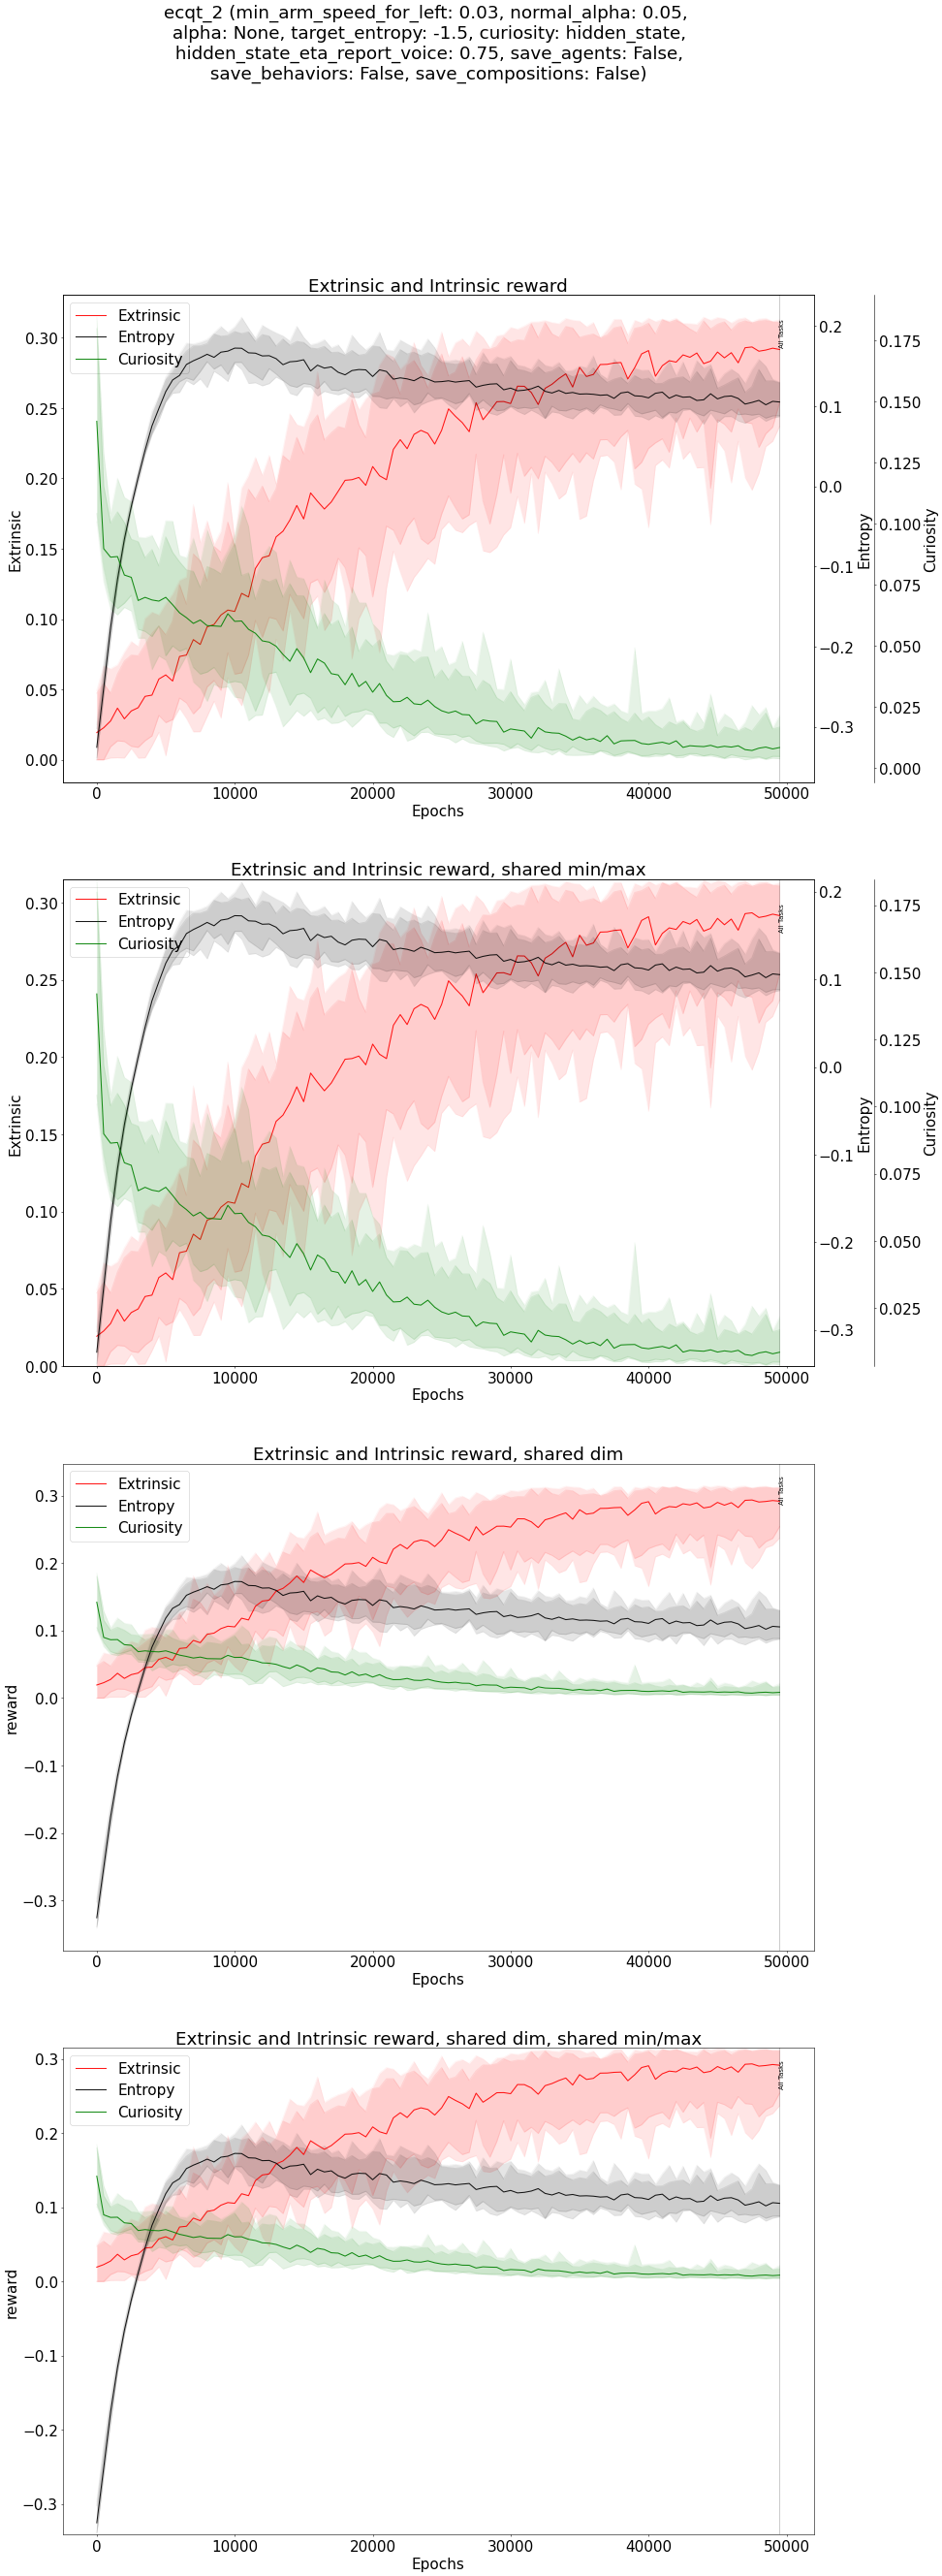 ecqt_2 (min_arm_speed_for_left: 0.03, normal_alpha: 0.05,
alpha: None, target_entropy: -1.5, curiosity: hidden_state,
hidden_state_eta_report_voice: 0.75, save_agents: False,
save_behaviors: False, save_compositions: False)
Extrinsic and Intrinsic reward
Extrinsic
Entropy
Curiosity
All Tasks
0.30
0.25
0.20
0.15
0.10
0.05
0.00
Extrinsic
0.2
0.1
0.0
−0.1
−0.2
−0.3
Entropy
0.175
0.150
0.125
0.100
0.075
0.050
0.025
0.000
Curiosity
0 10000 20000 30000 40000 50000
Epochs
Extrinsic and Intrinsic reward, shared min/max
Extrinsic
Entropy
Curiosity
All Tasks
0.30
0.25
0.20
0.15
0.10
0.05
0.00
Extrinsic
0.2
0.1
0.0
−0.1
−0.2
−0.3
Entropy
0.175
0.150
0.125
0.100
0.075
0.050
0.025
Curiosity
0 10000 20000 30000 40000 50000
Epochs
Extrinsic and Intrinsic reward, shared dim
Extrinsic
Entropy
Curiosity
All Tasks
0.3
0.2
0.1
0.0
−0.1
−0.2
−0.3
reward
0 10000 20000 30000 40000 50000
Epochs
Extrinsic and Intrinsic reward, shared dim, shared min/max
Extrinsic
Entropy
Curiosity
All Tasks
0.3
0.2
0.1
0.0
−0.1
−0.2
−0.3
reward
0 10000 20000 30000 40000 50000
Epochs